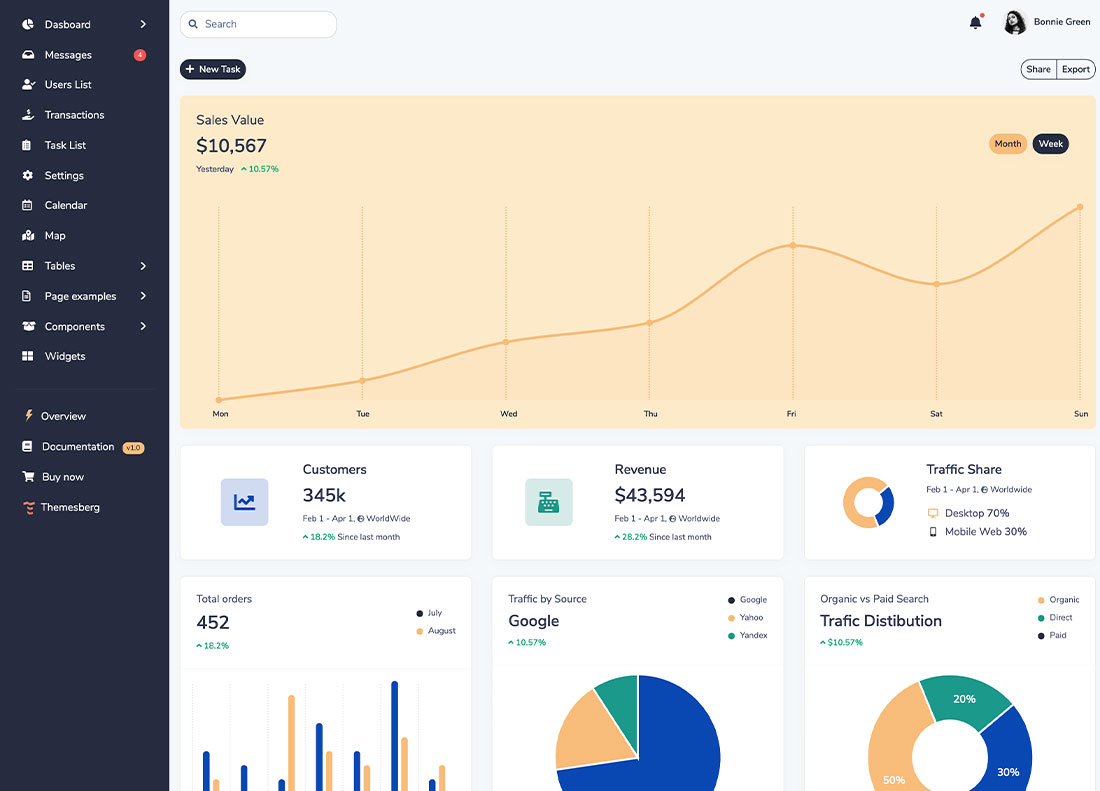 Dasboard
Messages 4
Users List
Transactions
Task List
Settings
Calendar
Map
Tables
Page examples
Components
Widgets
Overview
Documentation v1.0
Buy now
Themesberg
Search
Bonnie Green
+ New Task
Share Export
Sales Value
$10,567
Yesterday 10.57%
Month Week
Mon Tue Wed Thu Fri Sat Sun
Customers
345k
Feb 1 - Apr 1, WorldWide
18.2% Since last month
Revenue
$43,594
Feb 1 - Apr 1, Worldwide
28.2% Since last month
Traffic Share
Feb 1 - Apr 1, Worldwide
Desktop 70%
Mobile Web 30%
Total orders
452
18.2%
July
August
Traffic by Source
Google
10.57%
Google
Yahoo
Yandex
Organic vs Paid Search
Trafic Distibution
$10.57%
Organic
Direct
Paid
20%
30%
50%